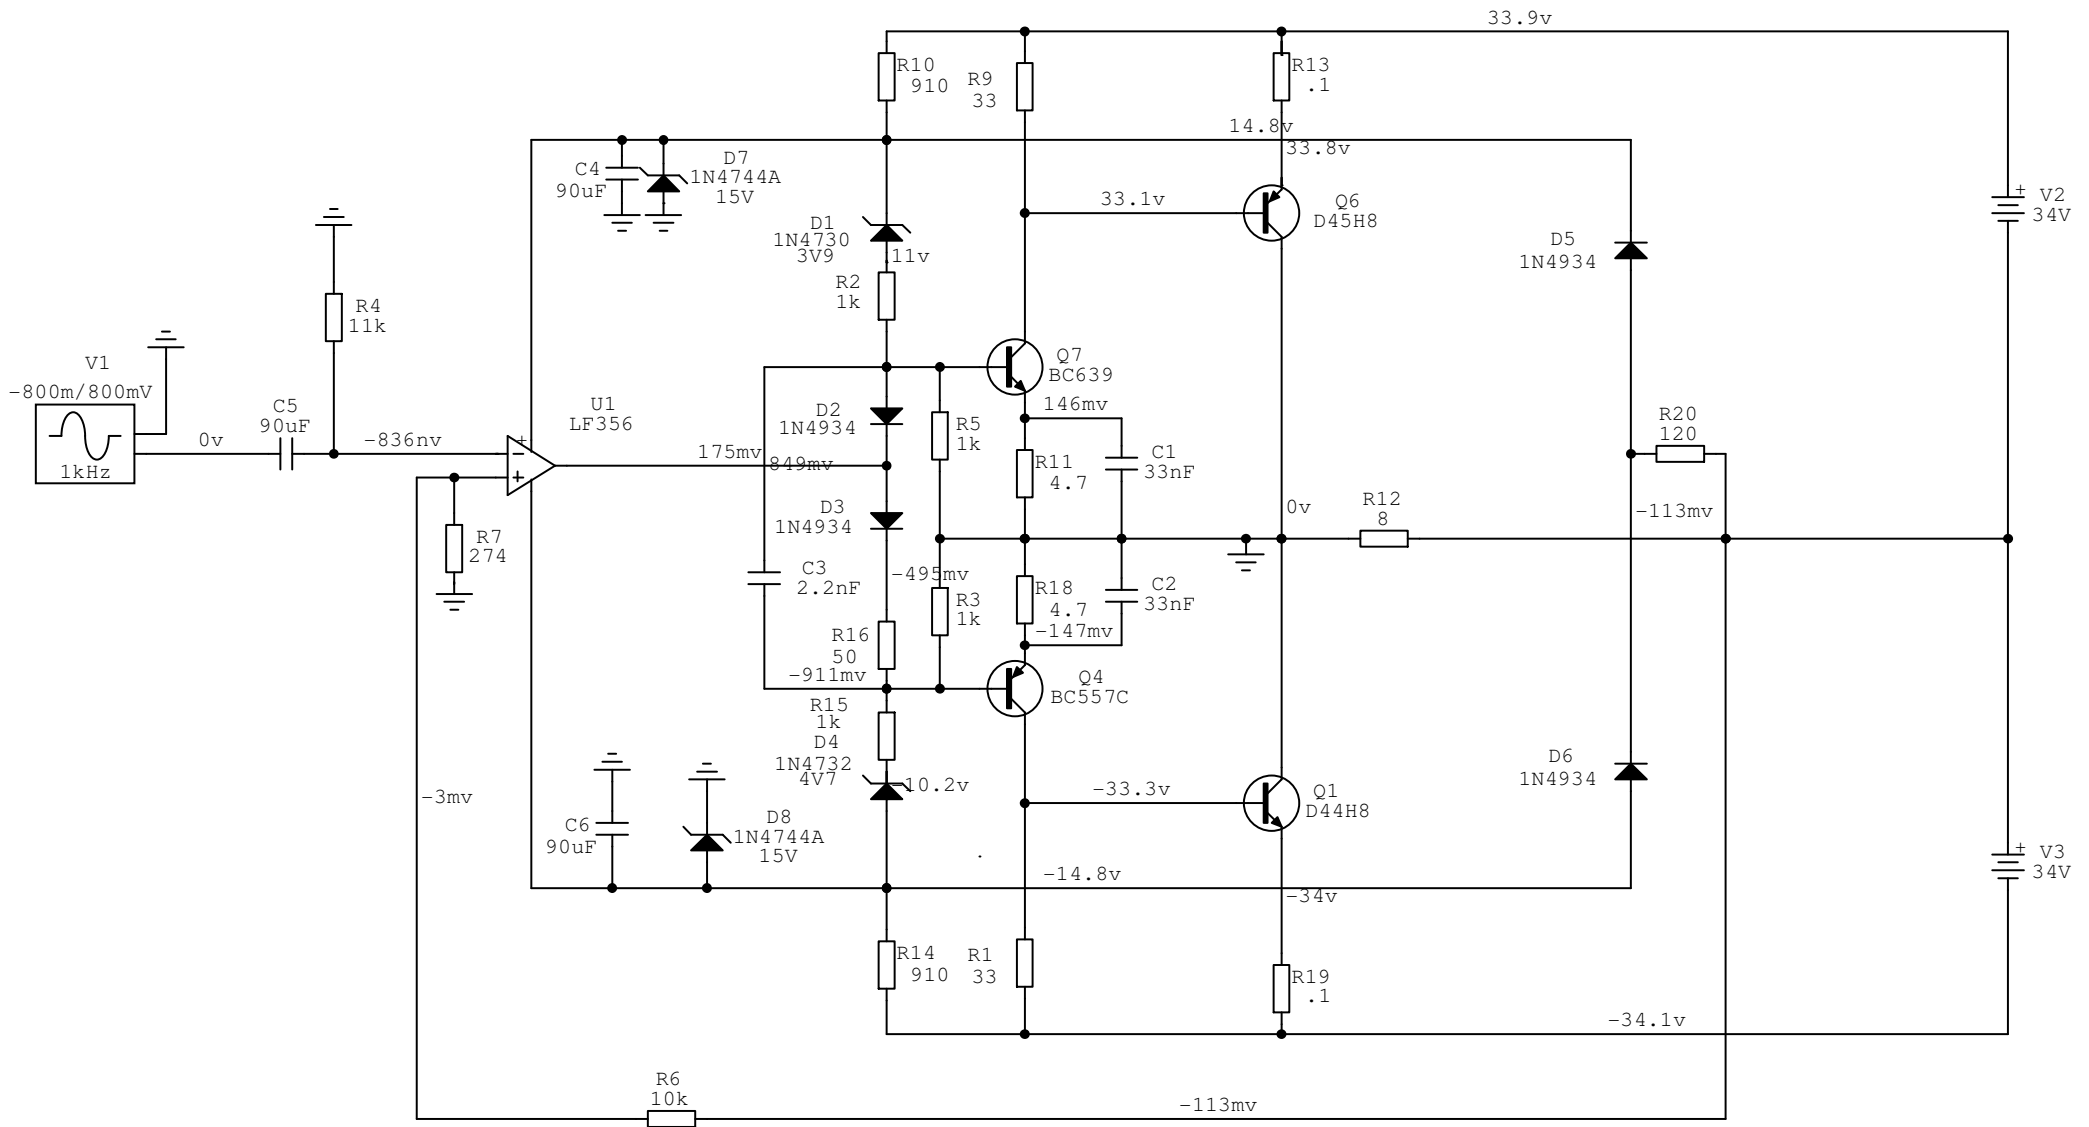 33.9v
R10
910
R9
33
R13
.1
14.8v
33.8v
C4
90uF
D7
1N4744A
15V
33.1v
Q6
D45H8
+
V2
34V
D1
1N4730
3V9
11v
D5
1N4934
R2
1k
R4
11k
V1
-800m/800mV
1kHz
0v
C5
90uF
-836nv
U1
LF356
+
-
+
175mv
849mv
D2
1N4934
R5
1k
Q7
BC639
146mv
R11
4.7
C1
33nF
R20
120
D3
1N4934
0v
R12
8
-113mv
R7
274
C3
2.2nF
-495mv
R3
1k
R18
4.7
C2
33nF
-147mv
R16
50
-911mv
Q4
BC557C
R15
1k
D4
1N4732
4V7
-10.2v
-33.3v
Q1
D44H8
D6
1N4934
-3mv
C6
90uF
D8
1N4744A
15V
.
+
V3
34V
-14.8v
-34v
R14
910
R1
33
R19
.1
-34.1v
R6
10k
-113mv